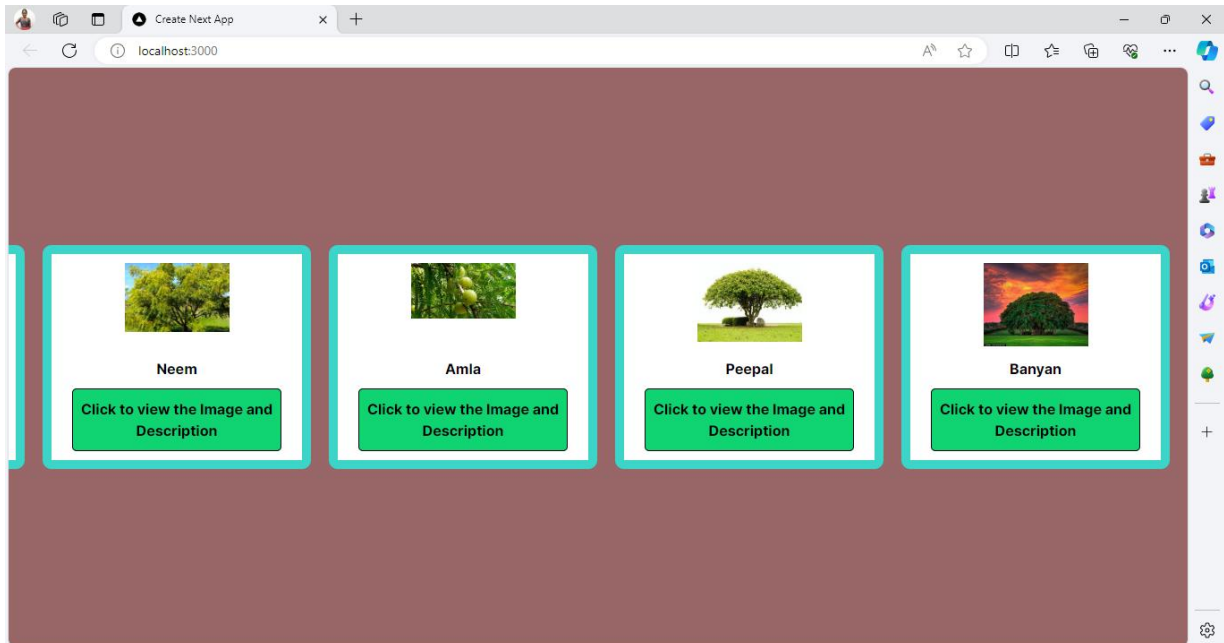 Create Next App
localhost:3000
Neem
Amla
Peepal
Banyan
Click to view the Image and
Description
Click to view the Image and
Description
Click to view the Image and
Description
Click to view the Image and
Description